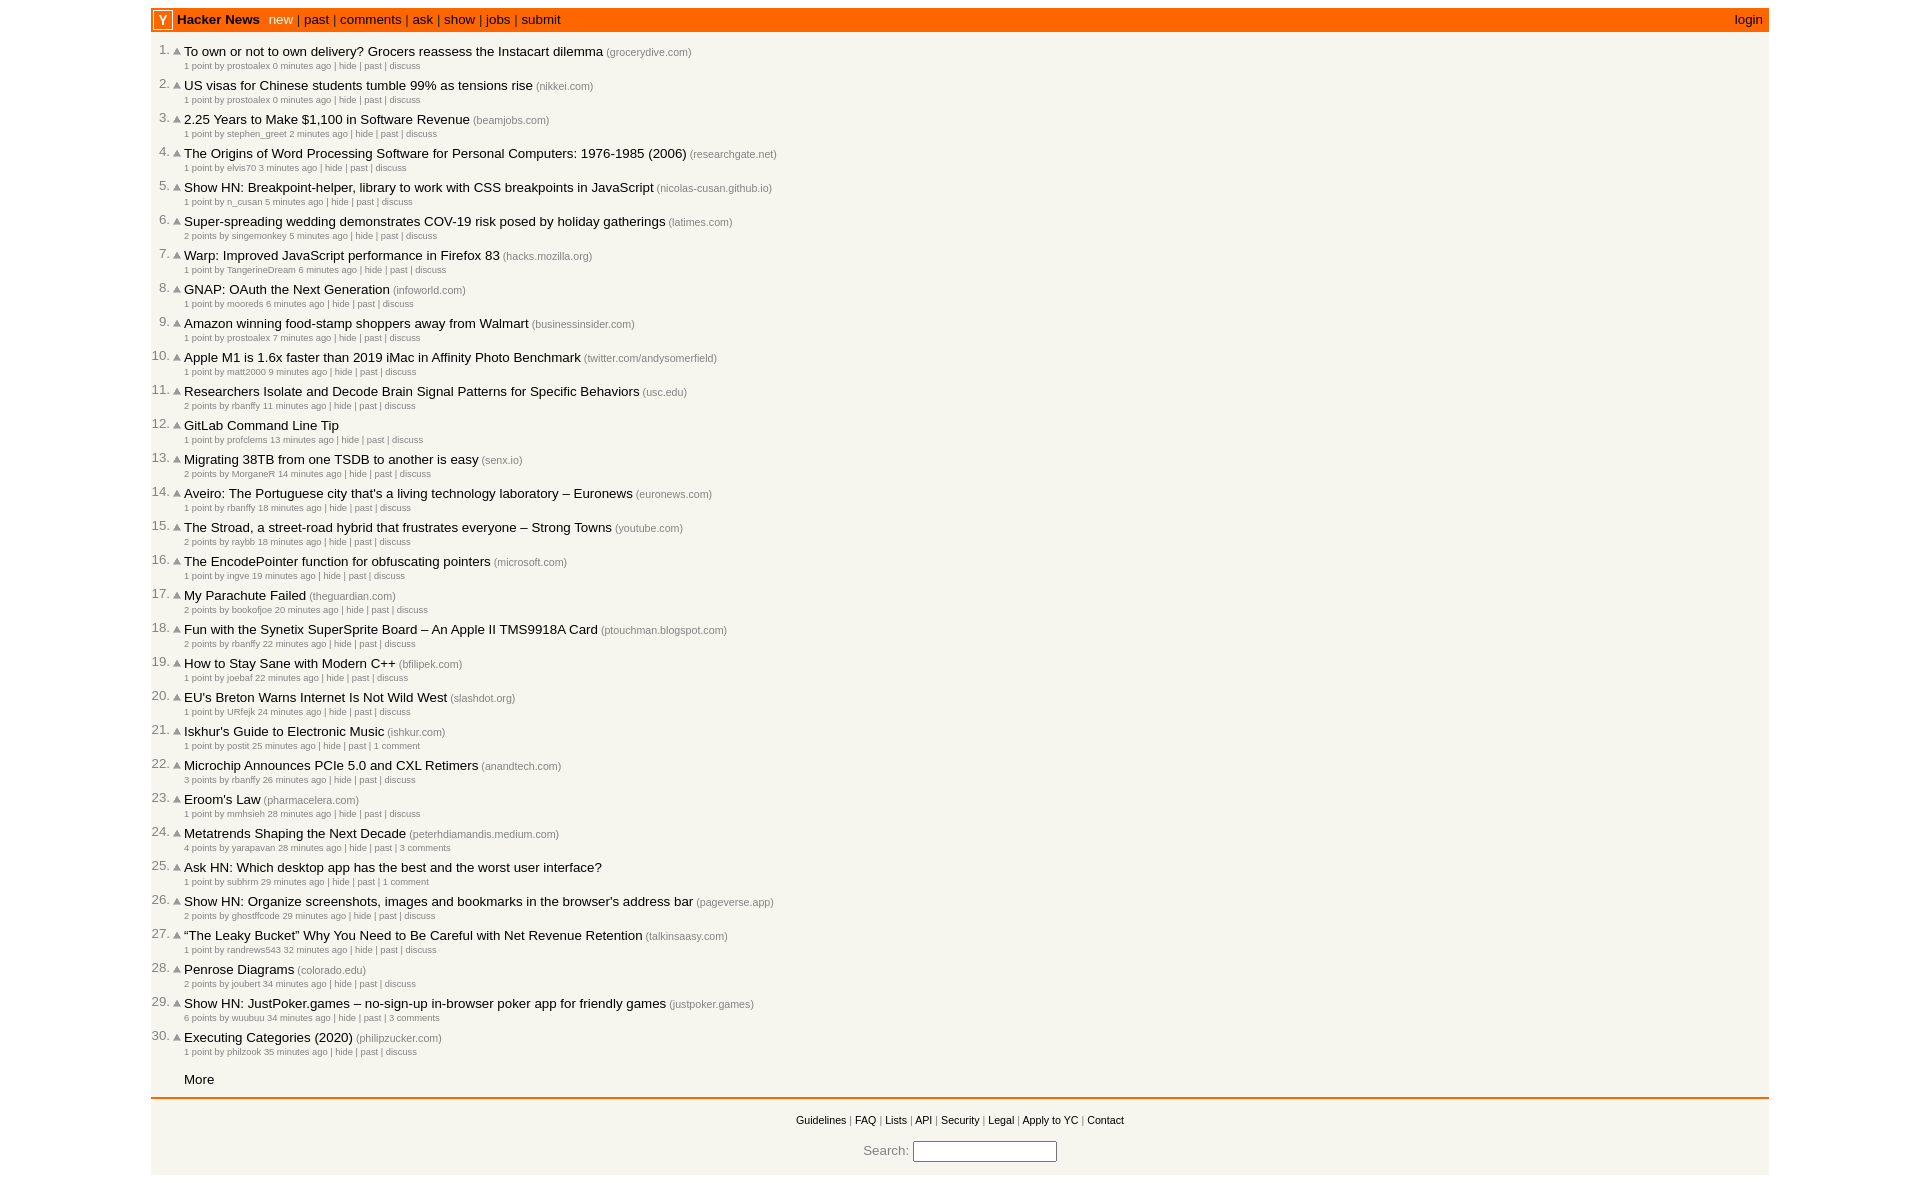 Y Hacker News new | past | comments | ask | show | jobs | submit login
1. To own or not to own delivery? Grocers reassess the Instacart dilemma (grocerydive.com)
1 point by prostoalex 0 minutes ago | hide | past | discuss
2. US visas for Chinese students tumble 99% as tensions rise (nikkei.com)
1 point by prostoalex 0 minutes ago | hide | past | discuss
3. 2.25 Years to Make $1,100 in Software Revenue (beamjobs.com)
1 point by stephen_greet 2 minutes ago | hide | past | discuss
4. The Origins of Word Processing Software for Personal Computers: 1976-1985 (2006) (researchgate.net)
1 point by elvis70 3 minutes ago | hide | past | discuss
5. Show HN: Breakpoint-helper, library to work with CSS breakpoints in JavaScript (nicolas-cusan.github.io)
1 point by n_cusan 5 minutes ago | hide | past | discuss
6. Super-spreading wedding demonstrates COV-19 risk posed by holiday gatherings (latimes.com)
2 points by singemonkey 5 minutes ago | hide | past | discuss
7. Warp: Improved JavaScript performance in Firefox 83 (hacks.mozilla.org)
1 point by TangerineDream 6 minutes ago | hide | past | discuss
8. GNAP: OAuth the Next Generation (infoworld.com)
1 point by mooreds 6 minutes ago | hide | past | discuss
9. Amazon winning food-stamp shoppers away from Walmart (businessinsider.com)
1 point by prostoalex 7 minutes ago | hide | past | discuss
10. Apple M1 is 1.6x faster than 2019 iMac in Affinity Photo Benchmark (twitter.com/andysomerfield)
1 point by matt2000 9 minutes ago | hide | past | discuss
11. Researchers Isolate and Decode Brain Signal Patterns for Specific Behaviors (usc.edu)
2 points by rbanffy 11 minutes ago | hide | past | discuss
12. GitLab Command Line Tip
1 point by profclems 13 minutes ago | hide | past | discuss
13. Migrating 38TB from one TSDB to another is easy (senx.io)
2 points by MorganeR 14 minutes ago | hide | past | discuss
14. Aveiro: The Portuguese city that's a living technology laboratory – Euronews (euronews.com)
1 point by rbanffy 18 minutes ago | hide | past | discuss
15. The Stroad, a street-road hybrid that frustrates everyone – Strong Towns (youtube.com)
2 points by raybb 18 minutes ago | hide | past | discuss
16. The EncodePointer function for obfuscating pointers (microsoft.com)
1 point by ingve 19 minutes ago | hide | past | discuss
17. My Parachute Failed (theguardian.com)
2 points by bookofjoe 20 minutes ago | hide | past | discuss
18. Fun with the Synetix SuperSprite Board – An Apple II TMS9918A Card (ptouchman.blogspot.com)
2 points by rbanffy 22 minutes ago | hide | past | discuss
19. How to Stay Sane with Modern C++ (bfilipek.com)
1 point by joebaf 22 minutes ago | hide | past | discuss
20. EU's Breton Warns Internet Is Not Wild West (slashdot.org)
1 point by URfejk 24 minutes ago | hide | past | discuss
21. Iskhur's Guide to Electronic Music (ishkur.com)
1 point by postit 25 minutes ago | hide | past | 1 comment
22. Microchip Announces PCIe 5.0 and CXL Retimers (anandtech.com)
3 points by rbanffy 26 minutes ago | hide | past | discuss
23. Eroom's Law (pharmacelera.com)
1 point by mmhsieh 28 minutes ago | hide | past | discuss
24. Metatrends Shaping the Next Decade (peterhdiamandis.medium.com)
4 points by yarapavan 28 minutes ago | hide | past | 3 comments
25. Ask HN: Which desktop app has the best and the worst user interface?
1 point by subhrm 29 minutes ago | hide | past | 1 comment
26. Show HN: Organize screenshots, images and bookmarks in the browser's address bar (pageverse.app)
2 points by ghostffcode 29 minutes ago | hide | past | discuss
27. “The Leaky Bucket” Why You Need to Be Careful with Net Revenue Retention (talkinsaasy.com)
1 point by randrews543 32 minutes ago | hide | past | discuss
28. Penrose Diagrams (colorado.edu)
2 points by joubert 34 minutes ago | hide | past | discuss
29. Show HN: JustPoker.games – no-sign-up in-browser poker app for friendly games (justpoker.games)
6 points by wuubuu 34 minutes ago | hide | past | 3 comments
30. Executing Categories (2020) (philipzucker.com)
1 point by philzook 35 minutes ago | hide | past | discuss
More
Guidelines | FAQ | Lists | API | Security | Legal | Apply to YC | Contact
Search: